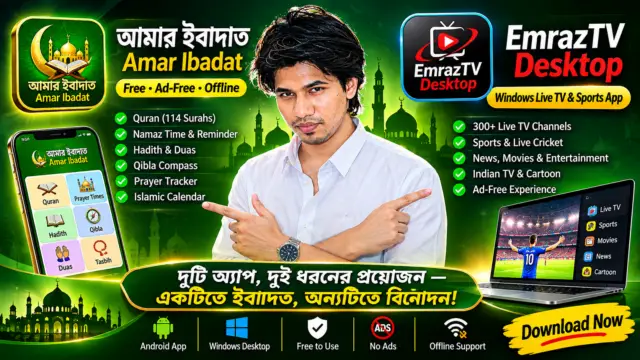 আমার ইবাদাত
Amar Ibadat
আমার ইবাদাত
Amar Ibadat
Free • Ad-Free • Offline
Quran (114 Surahs)
Namaz Time & Reminder
Hadith & Duas
Qibla Compass
Prayer Tracker
Islamic Calendar
আমার ইবাদাত
Amar Ibadat
Quran
Prayer Times
Hadith
Qibla
Duas
Tasbih
EmrazTV
Desktop
EmrazTV
Desktop
Windows Live TV & Sports App
300+ Live TV Channels
Sports & Live Cricket
News, Movies & Entertainment
Indian TV & Cartoon
Ad-Free Experience
10
Live TV
Sports
Movies
News
Cartoon
দুটি অ্যাপ, দুই ধরনের প্রয়োজন —
একটিতে ইবাদত, অন্যটিতে বিনোদন!
Android App
Windows Desktop
Free to Use
ADS
No Ads
Offline Support
Download Now